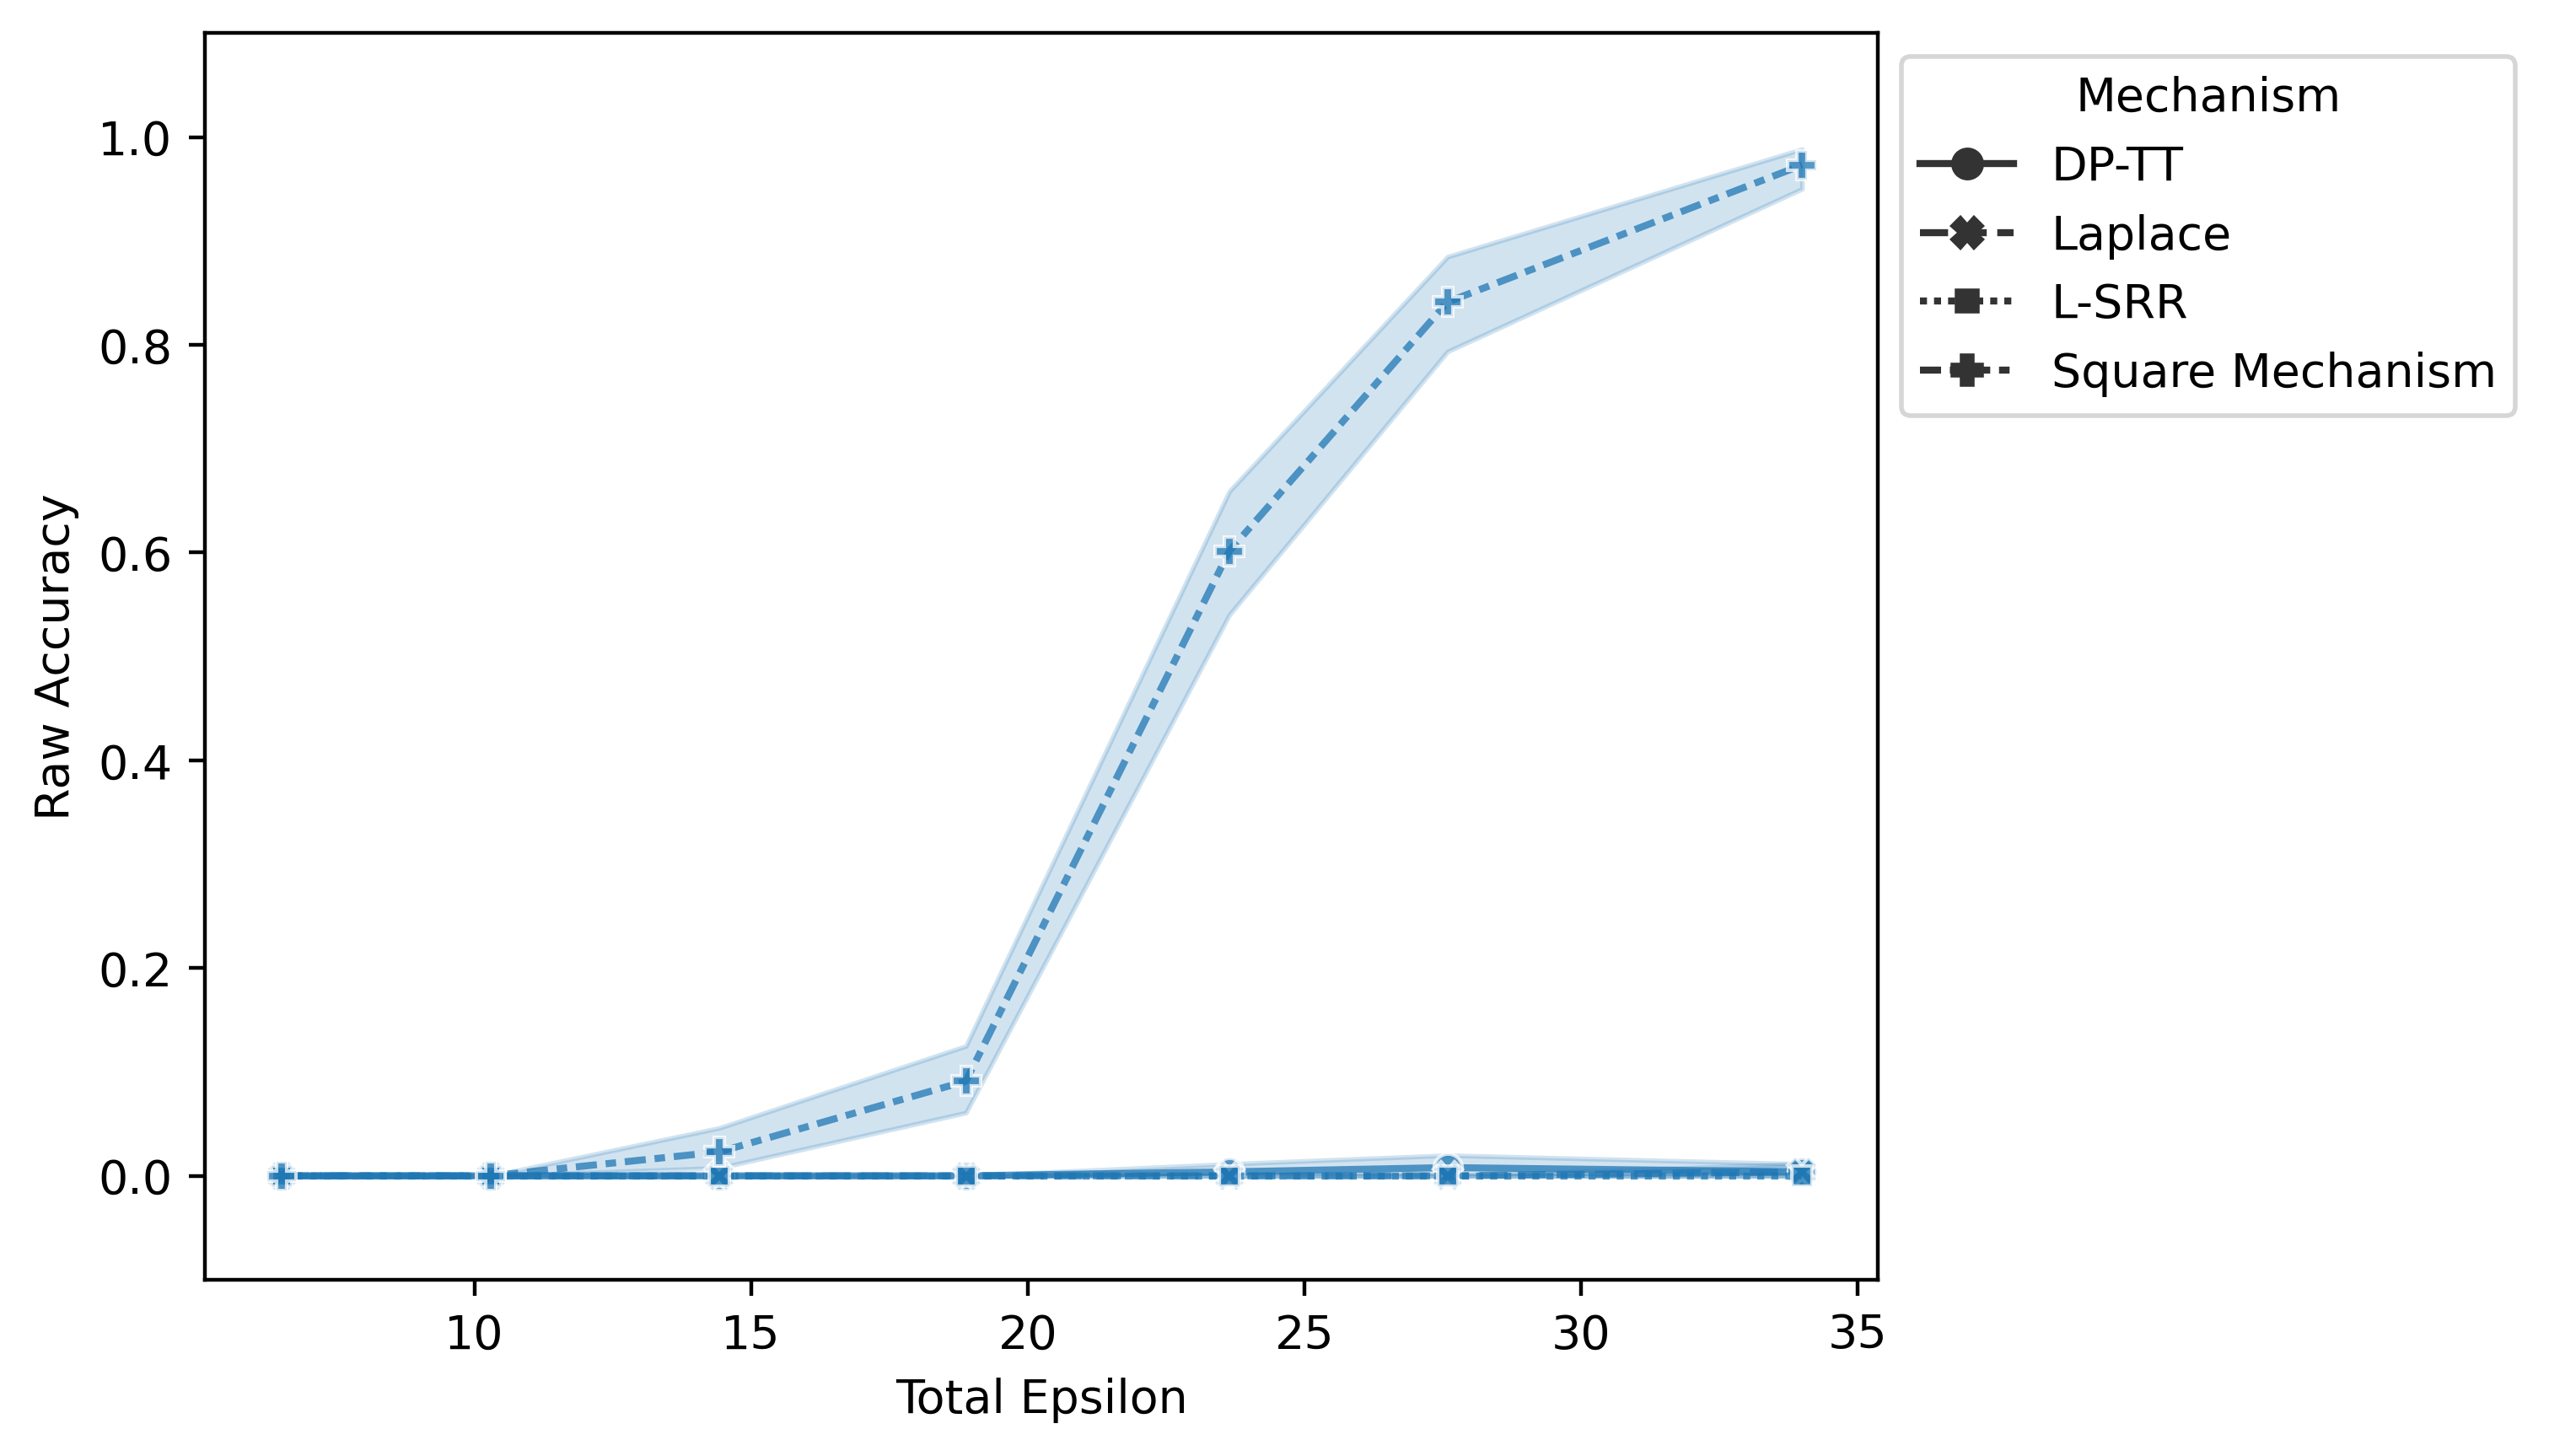 Mechanism
DP-TT
Laplace
L-SRR
Square Mechanism
Raw Accuracy
1.0
0.8
0.6
0.4
0.2
0.0
10 15 20 25 30 35
Total Epsilon